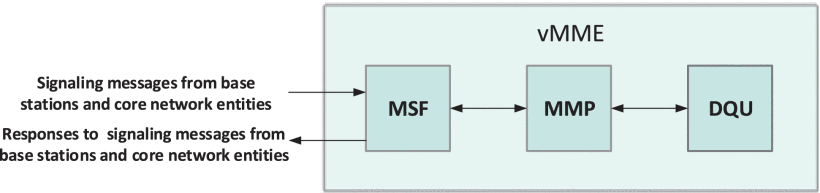 vMME
Signaling messages from base
stations and core network entities
Responses to signaling messages from
base stations and core network entities
MSF
MMP
DQU